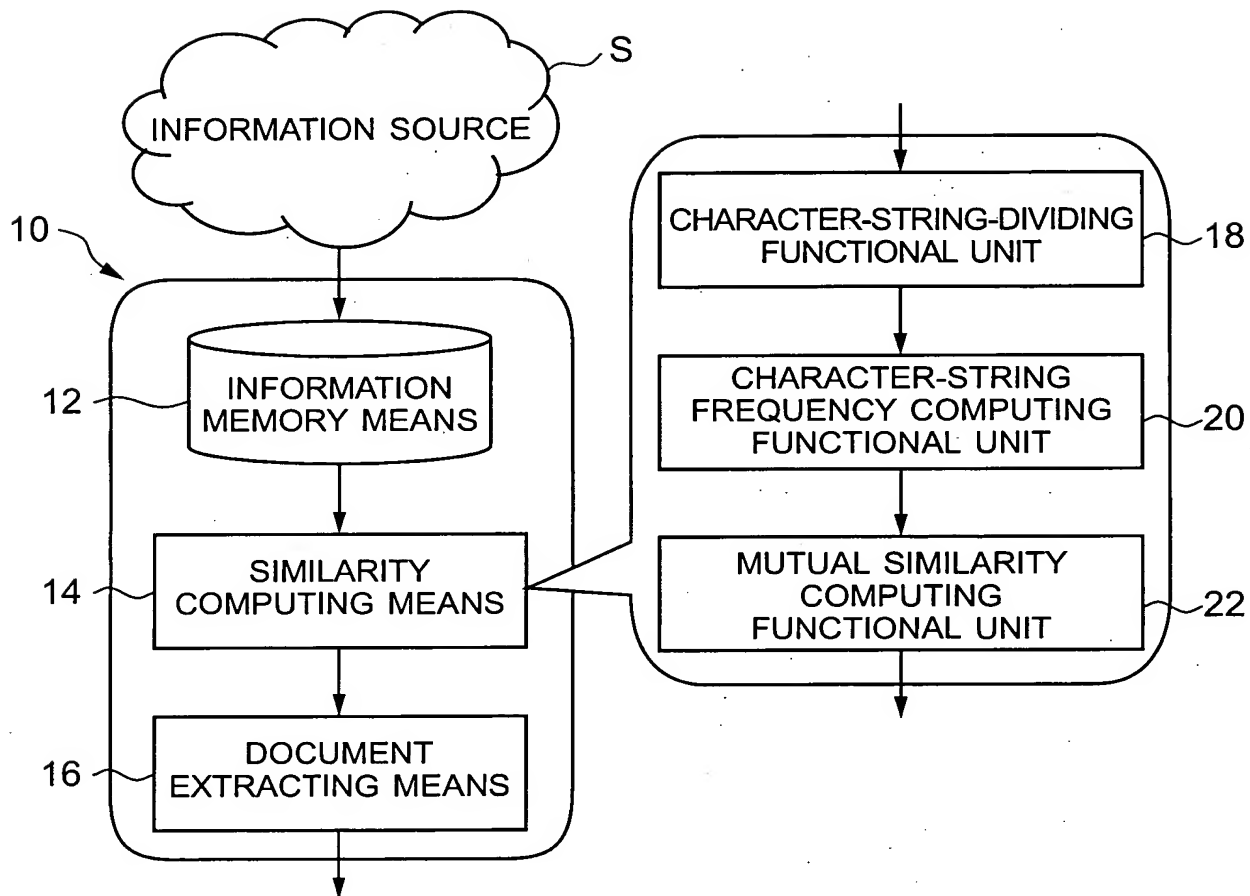 S
INFORMATION SOURCE
10
12
INFORMATION
MEMORY MEANS
14
SIMILARITY
COMPUTING MEANS
16
DOCUMENT
EXTRACTING MEANS
CHARACTER-STRING-DIVIDING
FUNCTIONAL UNIT
18
CHARACTER-STRING
FREQUENCY COMPUTING
FUNCTIONAL UNIT
20
MUTUAL SIMILARITY
COMPUTING
FUNCTIONAL UNIT
22